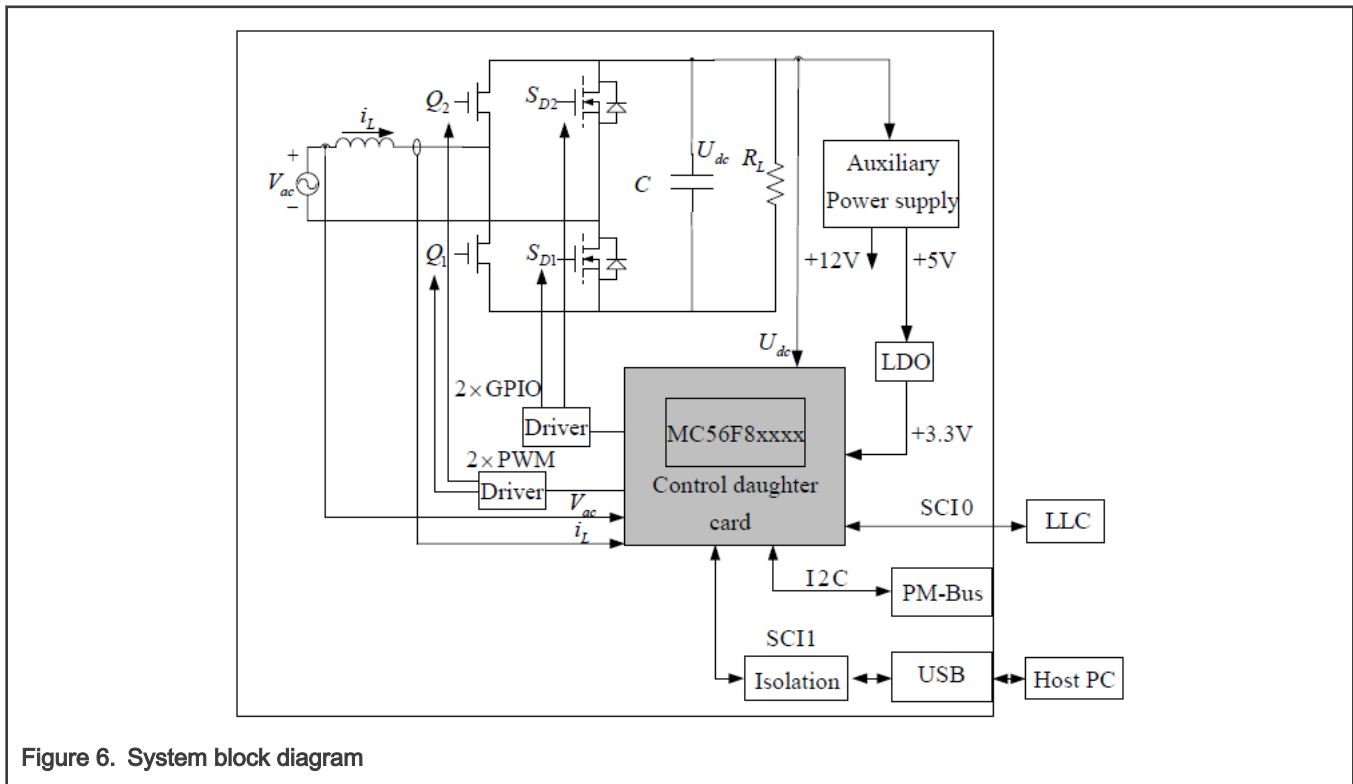 Q2
SD2
iL
+
Vac
−
Udc
RL
C
Auxiliary
Power supply
Q1
SD1
+12V
+5V
Udc
LDO
2×GPIO
Driver
MC56F8xxxx
+3.3V
2×PWM
Driver
Control daughter
card
Vac
iL
SCI0
LLC
I2C
PM-Bus
SCI1
Isolation
USB
Host PC
Figure 6. System block diagram